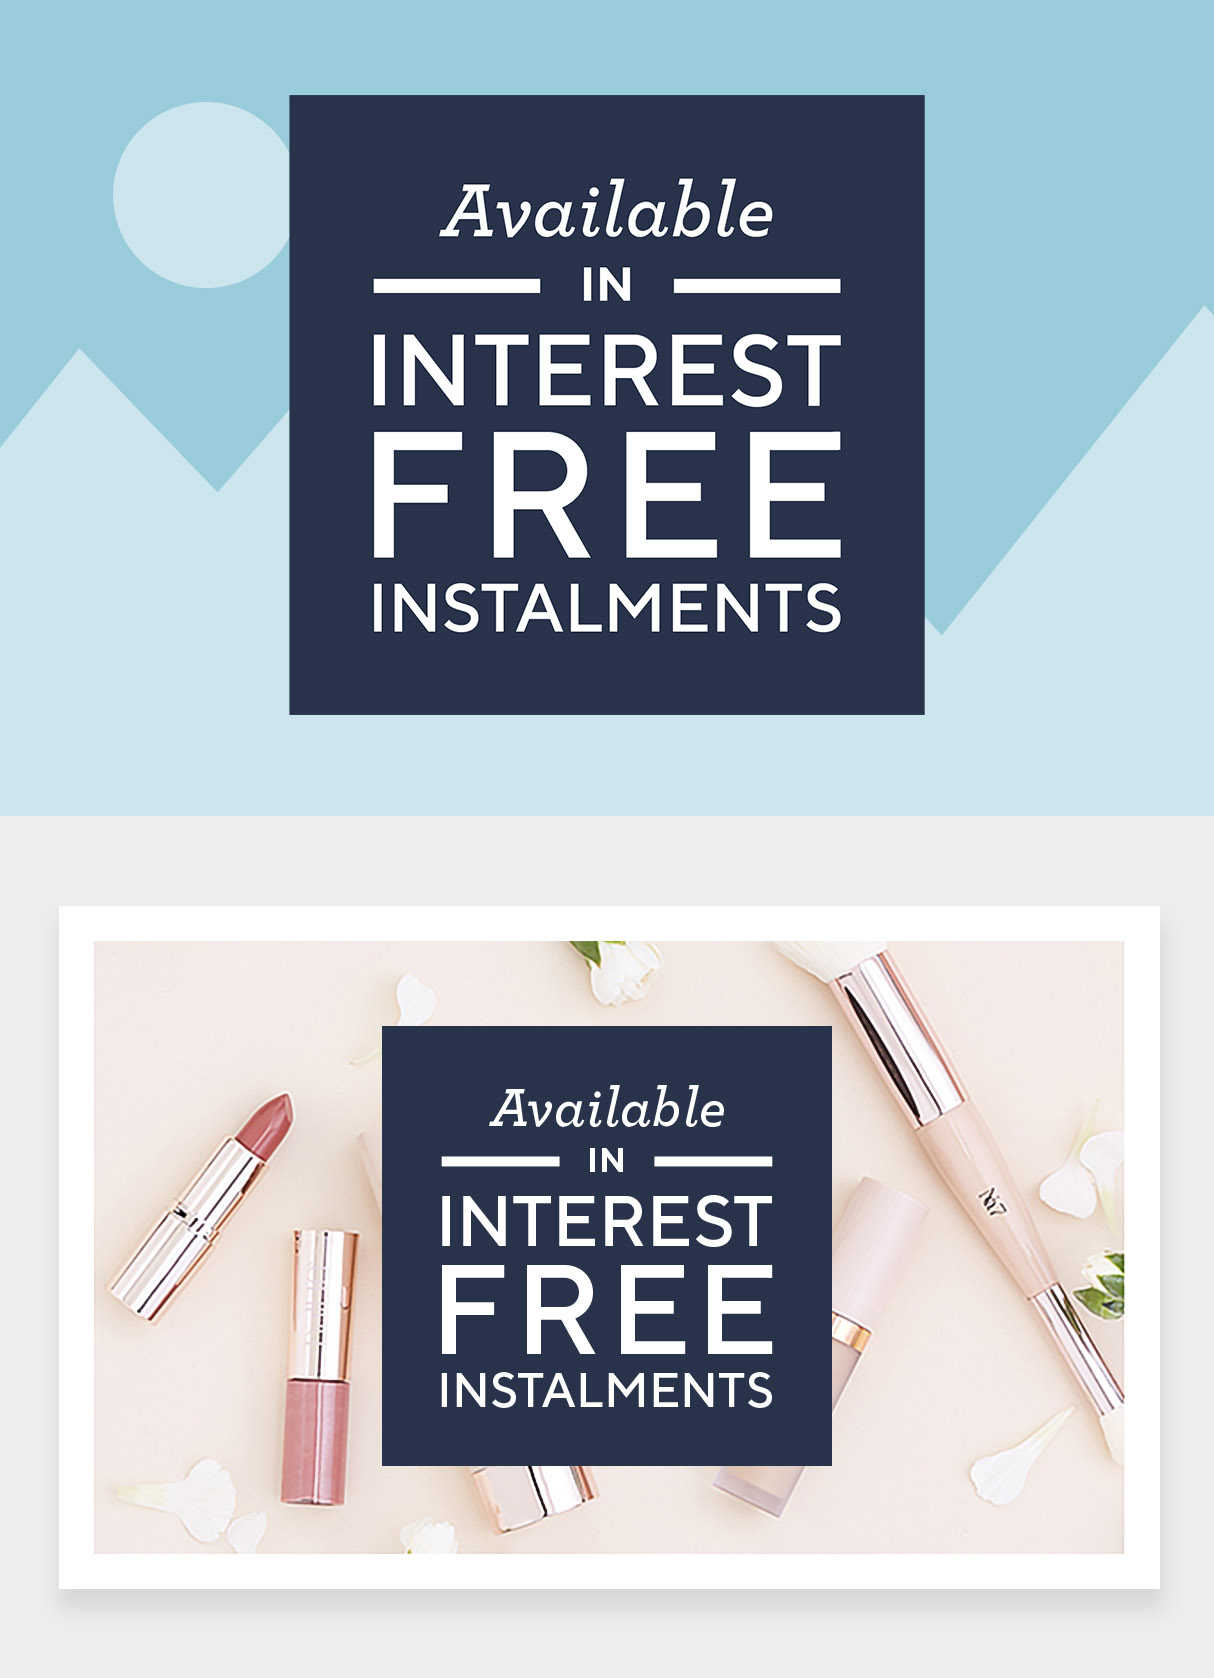 Available
IN
INTEREST
FREE
INSTALMENTS
Available
IN
INTEREST
FREE
INSTALMENTS